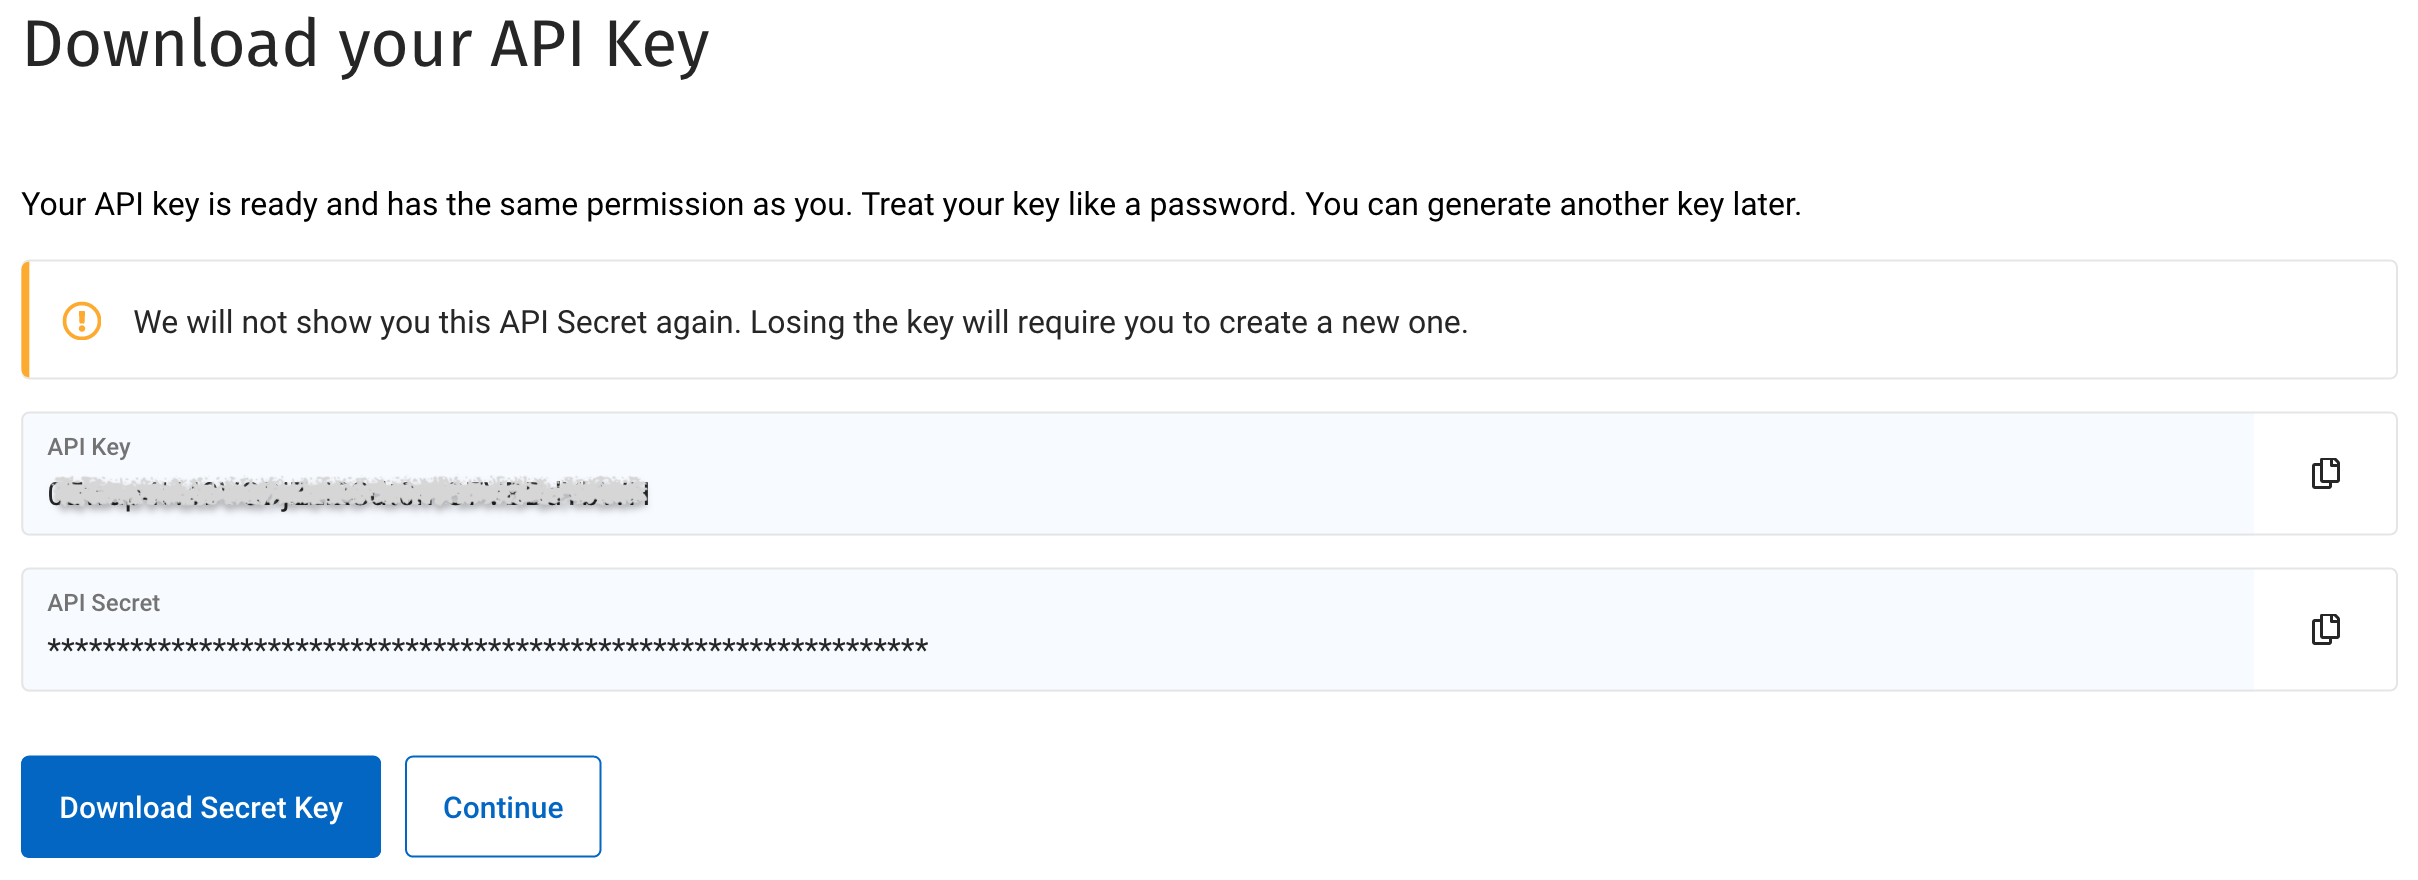 Download your API Key
Your API key is ready and has the same permission as you. Treat your key like a password. You can generate another key later.
We will not show you this API Secret again. Losing the key will require you to create a new one.
API Key
API Secret
****************************************************************
Download Secret Key
Continue